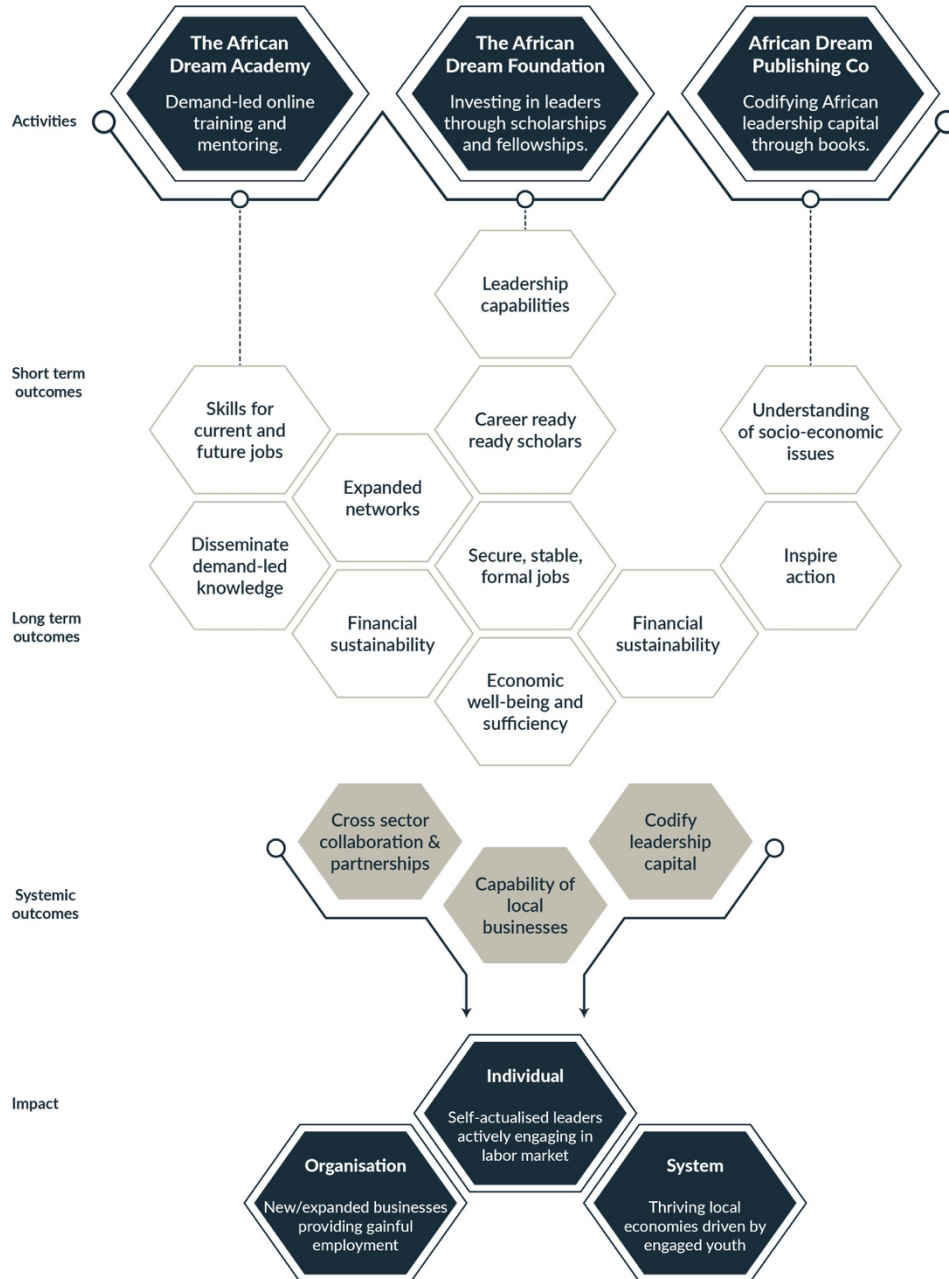 The African
Dream Academy
Demand-led online
training and
mentoring.
The African
Dream Foundation
Investing in leaders
through scholarships
and fellowships.
African Dream
Publishing Co
Codifying African
leadership capital
through books.
Activities
Leadership
capabilities
Short term
outcomes
Skills for
current and
future jobs
Career ready
ready scholars
Understanding
of socio-economic
issues
Expanded
networks
Disseminate
demand-led
knowledge
Secure, stable,
formal jobs
Inspire
action
Long term
outcomes
Financial
sustainability
Financial
sustainability
Economic
well-being and
sufficiency
Cross sector
collaboration &
partnerships
Codify
leadership
capital
Systemic
outcomes
Capability of
local
businesses
Impact
Individual
Self-actualised leaders
actively engaging in
labor market
Organisation
New/expanded businesses
providing gainful
employment
System
Thriving local
economies driven by
engaged youth